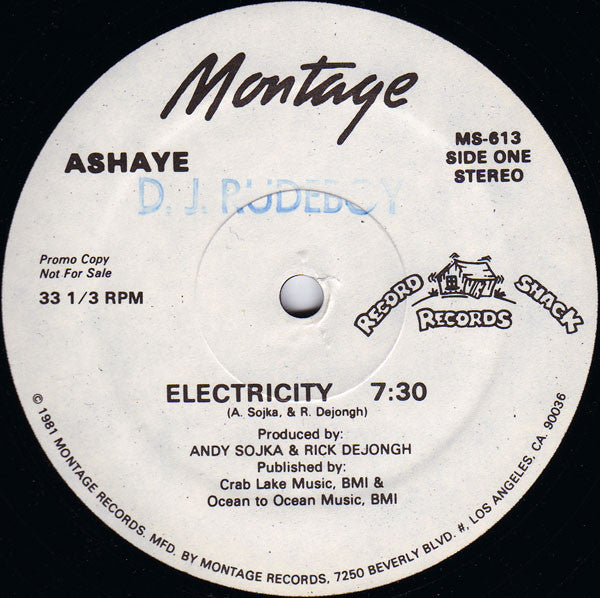 Montage
ASHAYE
MS-613
SIDE ONE
STEREO
D. J. RUDEBOY
Promo Copy
Not For Sale
33 1/3 RPM
RECORD SHACK
RECORDS
ELECTRICITY 7:30
(A. Sojka, & R. Dejongh)
Produced by:
ANDY SOJKA & RICK DEJONGH
Published by:
Crab Lake Music, BMI &
Ocean to Ocean Music, BMI
© 1981 MONTAGE RECORDS. MFD. BY MONTAGE RECORDS, 7250 BEVERLY BLVD. #, LOS ANGELES, CA. 90036